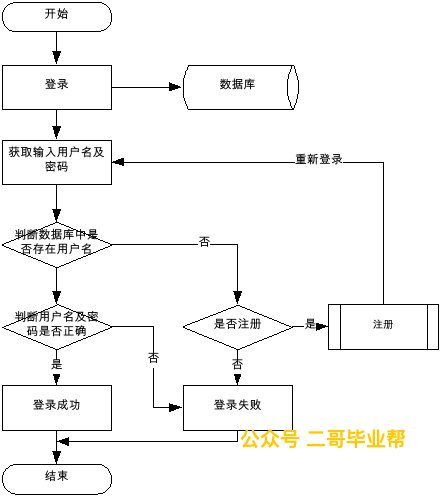 开始
登录
数据库
获取输入用户名及
密码
重新登录
判断数据库中是
否存在用户名
否
判断用户名及密
码是否正确
是否注册
是
注册
是
否
否
登录成功
登录失败
公众号 二哥毕业帮
结束